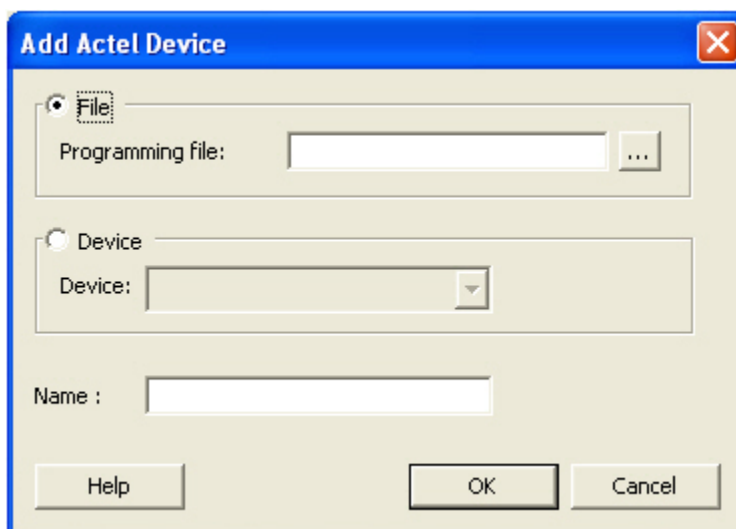 Add Actel Device
File
Programming file:
...
Device
Device:
Name :
Help OK Cancel